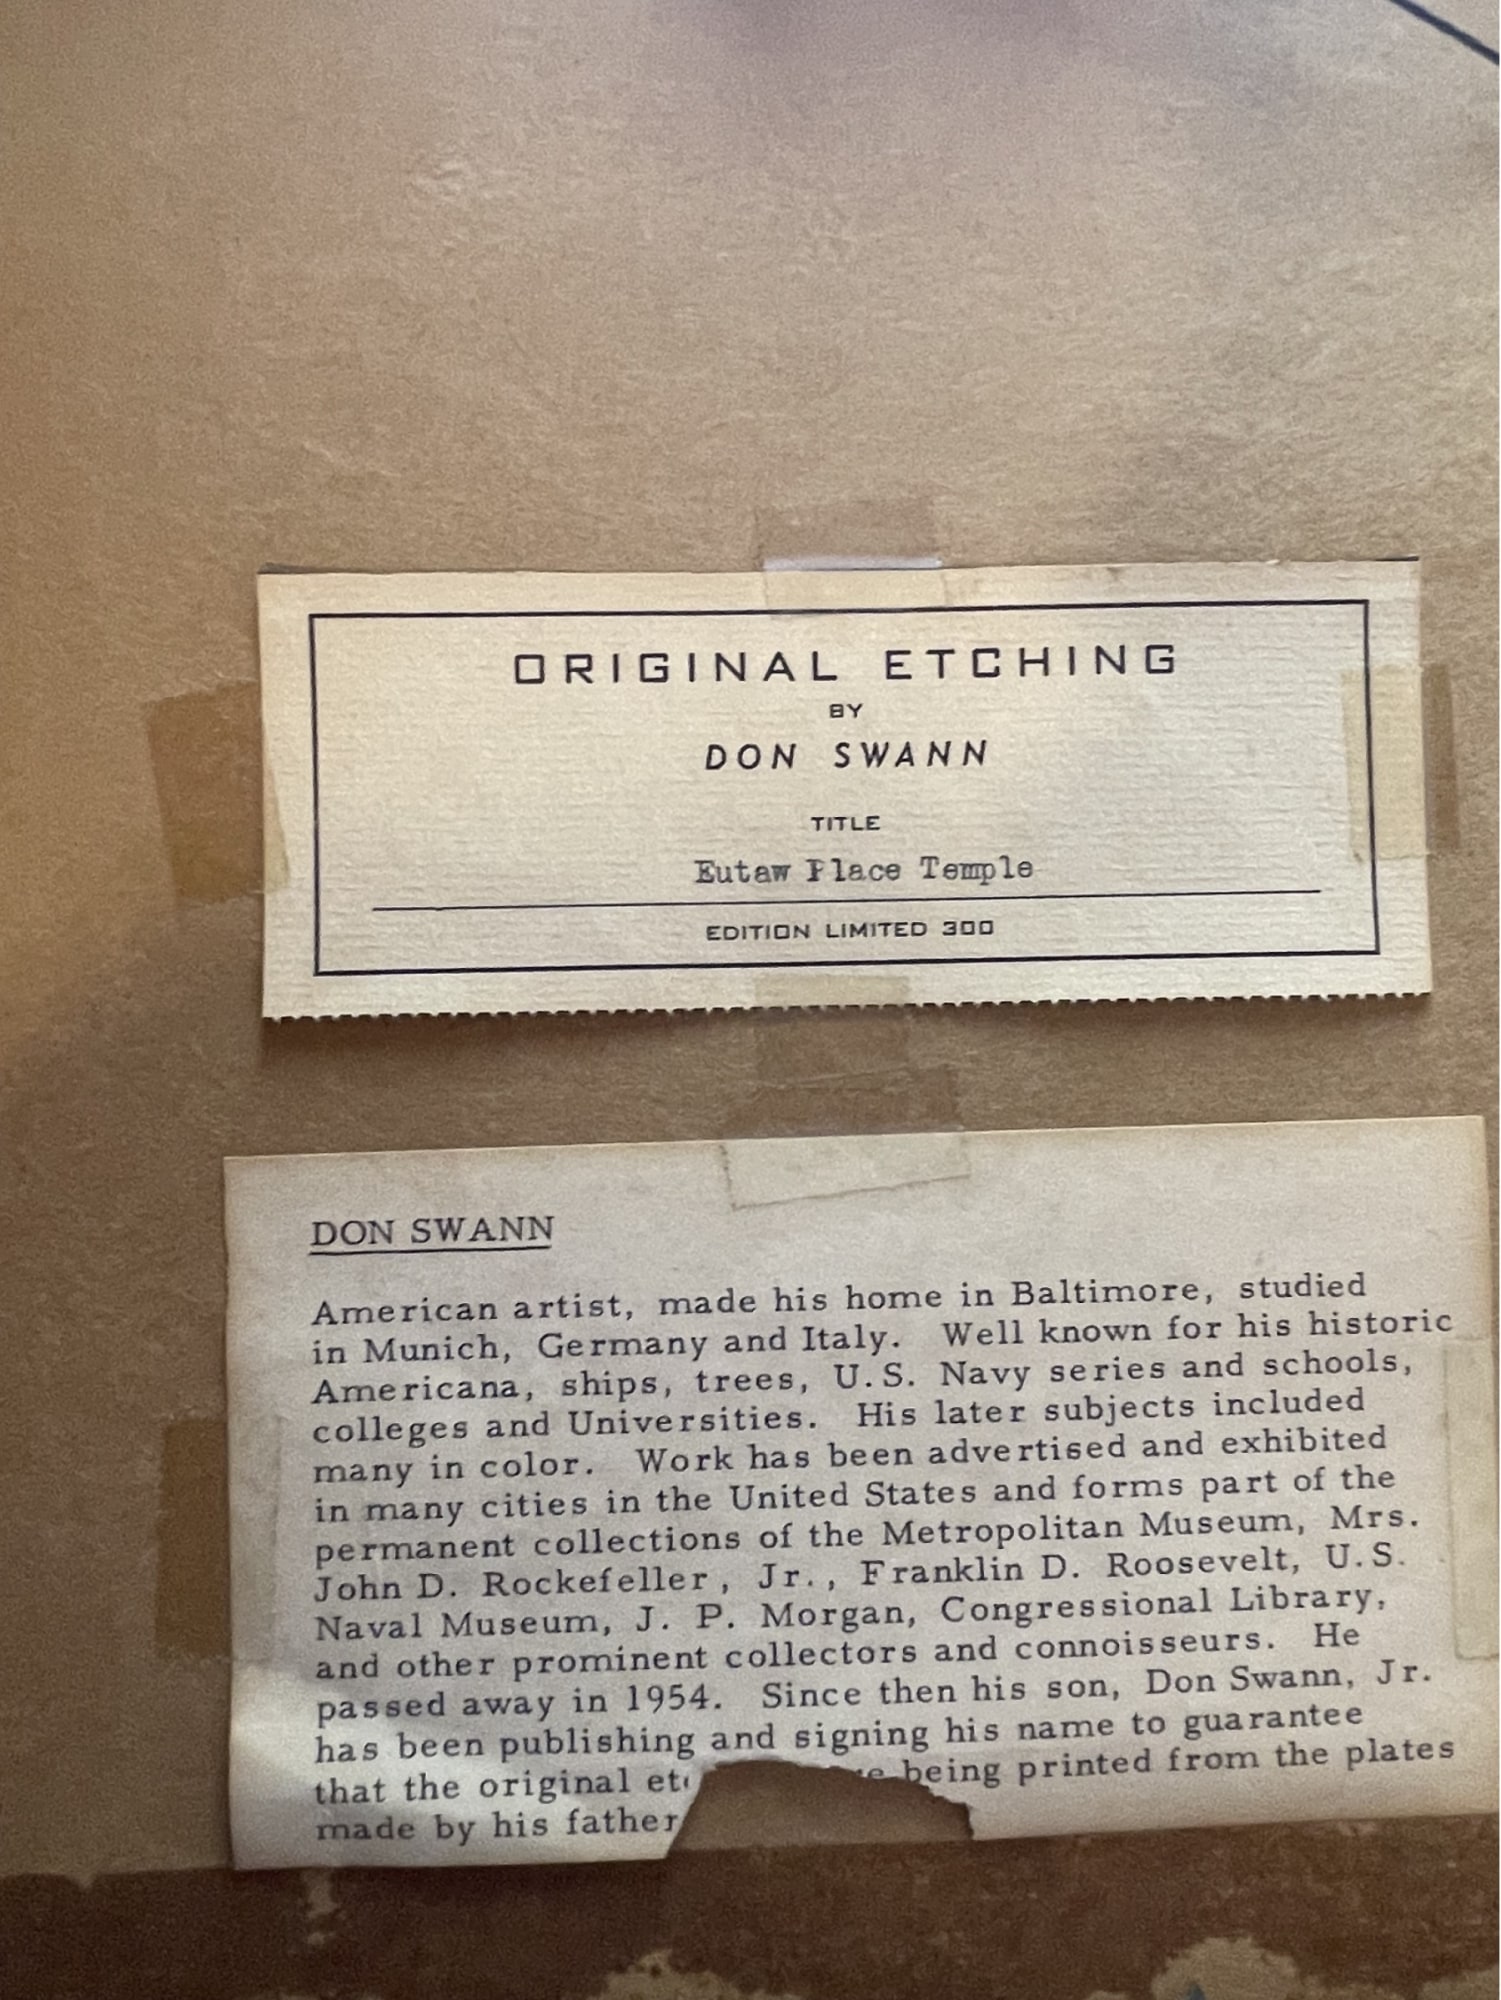 ORIGINAL ETCHING
BY
DON SWANN
TITLE
Eutaw Place Temple
EDITION LIMITED 300
DON SWANN
American artist, made his home in Baltimore, studied
in Munich, Germany and Italy. Well known for his historic
Americana, ships, trees, U.S. Navy series and schools,
colleges and Universities. His later subjects included
many in color. Work has been advertised and exhibited
in many cities in the United States and forms part of the
permanent collections of the Metropolitan Museum, Mrs.
John D. Rockefeller, Jr., Franklin D. Roosevelt, U.S.
Naval Museum, J. P. Morgan, Congressional Library,
and other prominent collectors and connoisseurs. He
passed away in 1954. Since then his son, Don Swann, Jr.
has been publishing and signing his name to guarantee
that the original being printed from the plates
made by his father